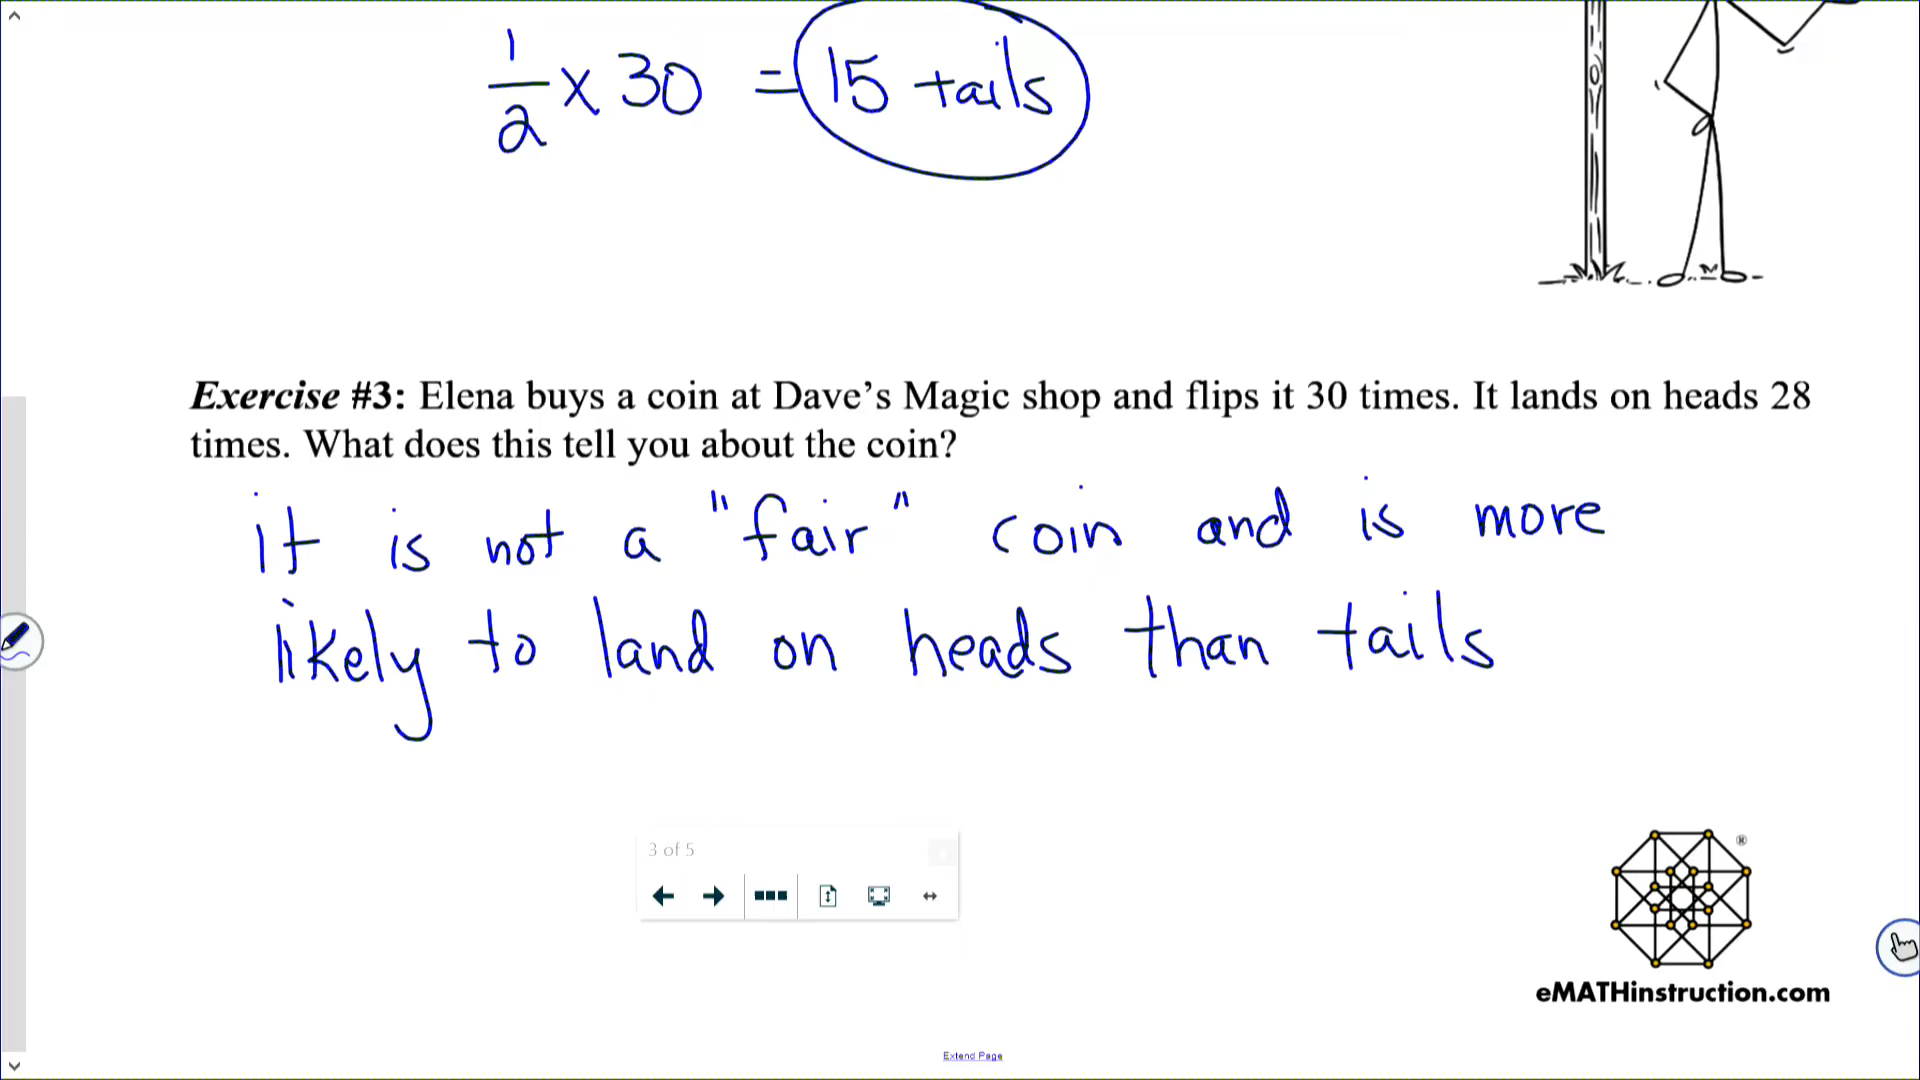 1/2 x 30 = 15 tails
Exercise #3: Elena buys a coin at Dave’s Magic shop and flips it 30 times. It lands on heads 28
times. What does this tell you about the coin?
it is not a "fair" coin and is more
likely to land on heads than tails
3 of 5
®
eMATHinstruction.com
Extend Page